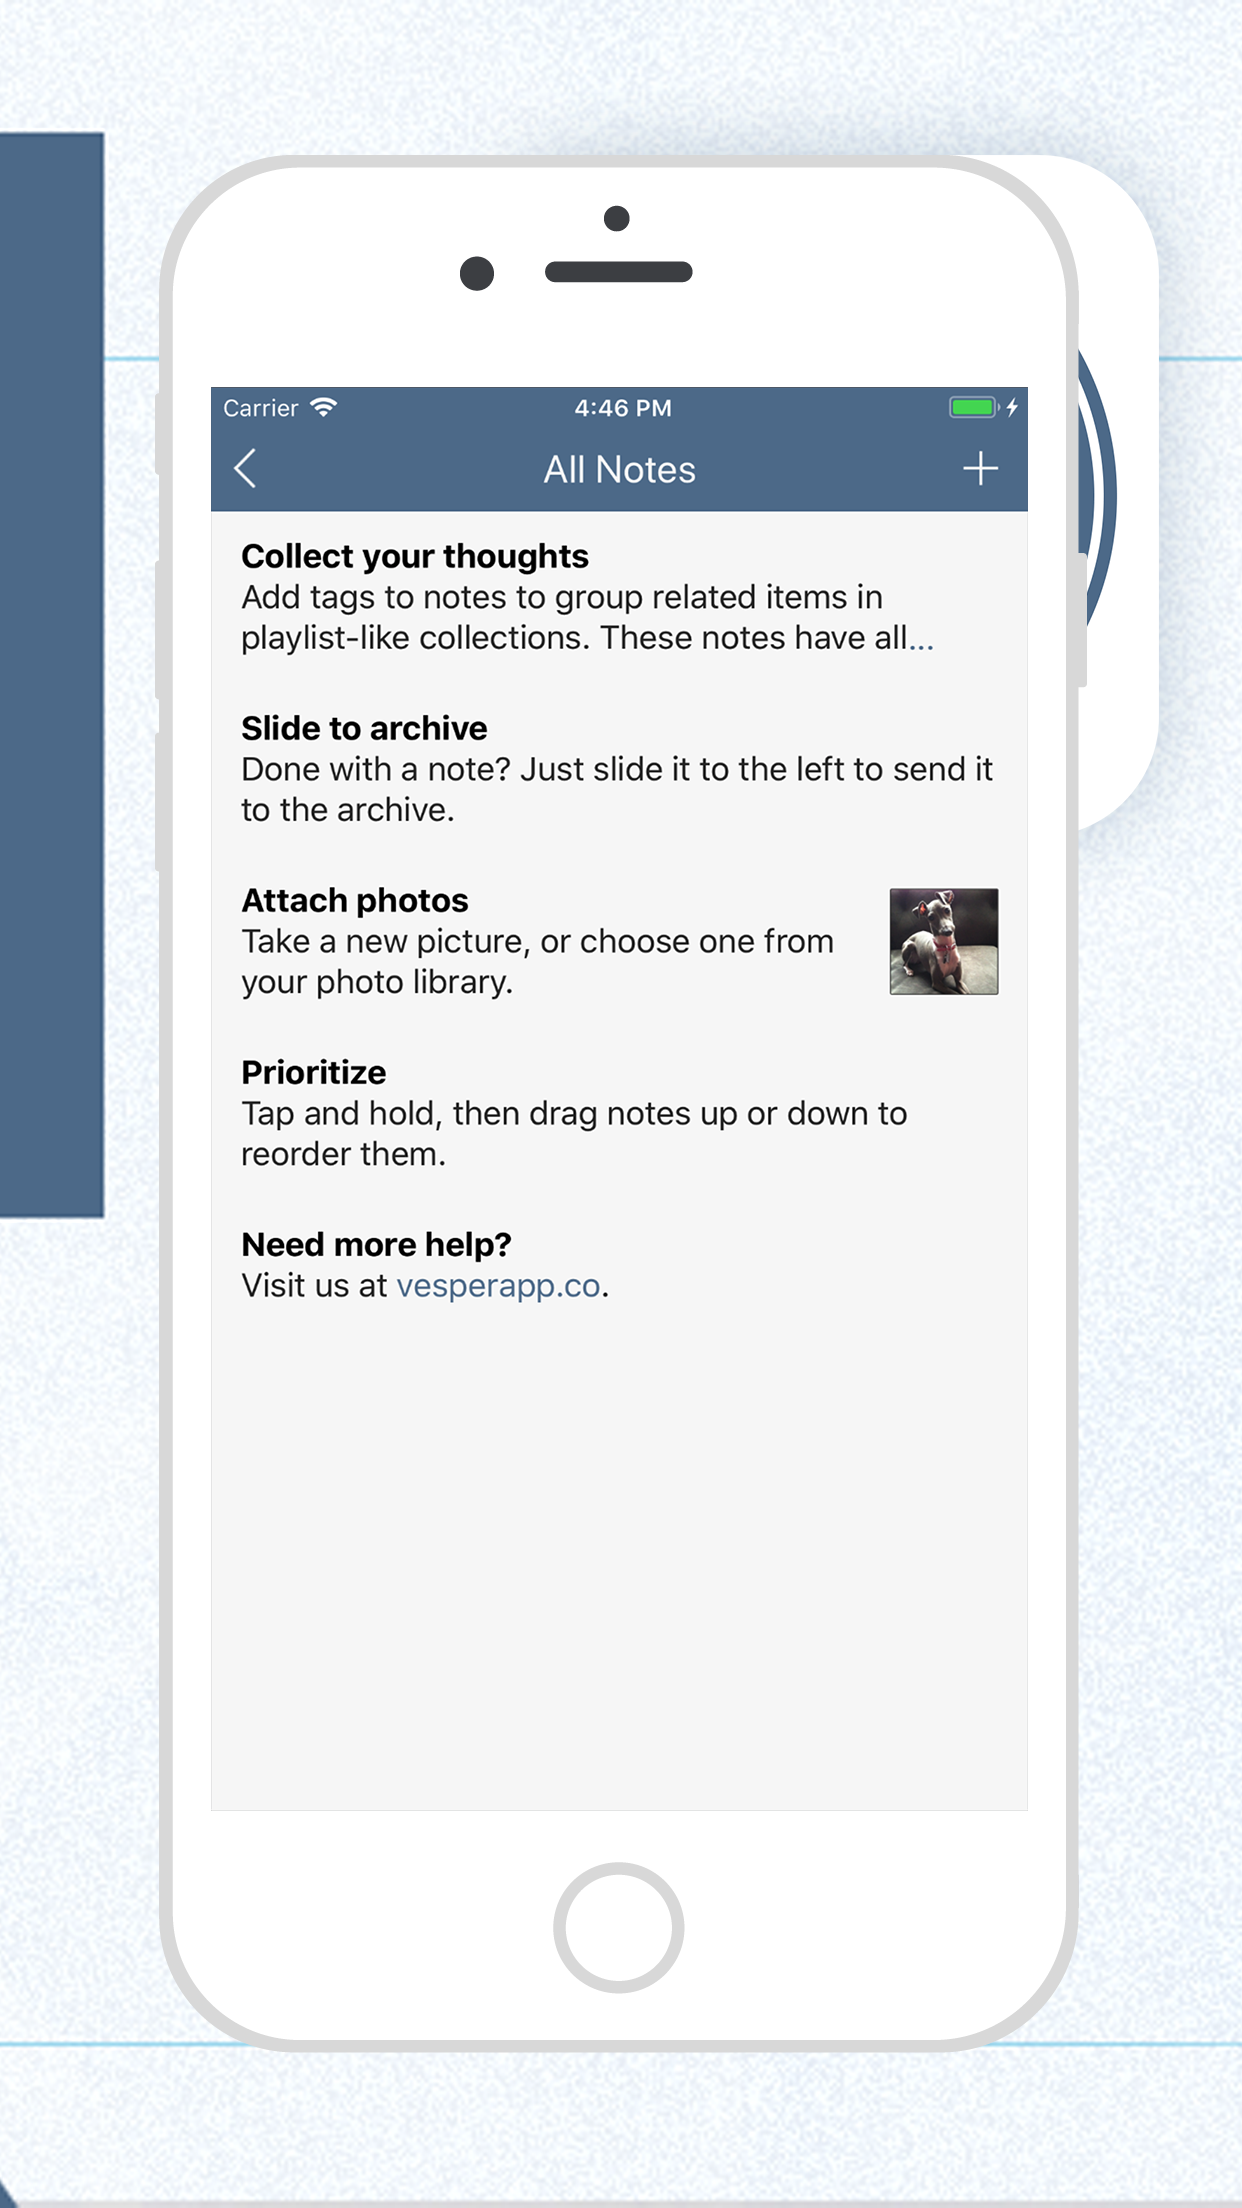 Carrier 4:46 PM
All Notes
Collect your thoughts
Add tags to notes to group related items in
playlist-like collections. These notes have all...
Slide to archive
Done with a note? Just slide it to the left to send it
to the archive.
Attach photos
Take a new picture, or choose one from
your photo library.
Prioritize
Tap and hold, then drag notes up or down to
reorder them.
Need more help?
Visit us at vesperapp.co.